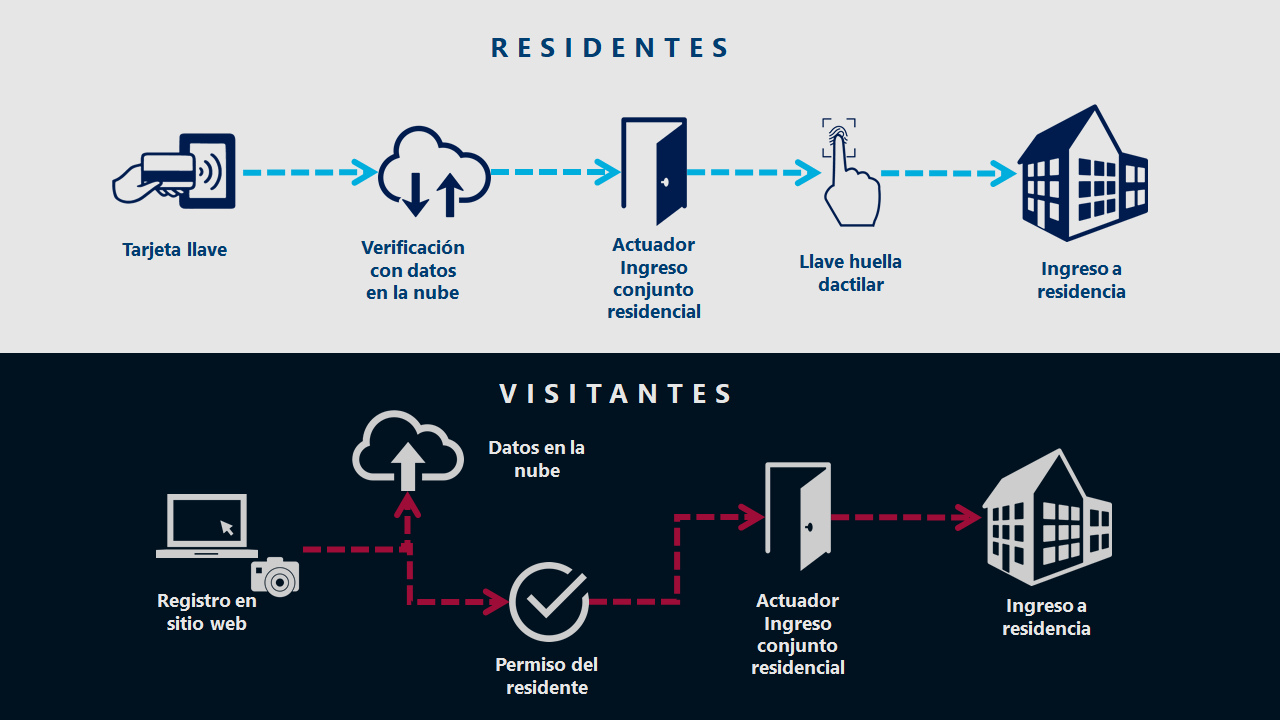 RESIDENTES
Tarjeta llave
Verificación
con datos
en la nube
Actuador
Ingreso
conjunto
residencial
Llave huella
dactilar
Ingreso a
residencia
VISITANTES
Datos en la
nube
Registro en
sitio web
Permiso del
residente
Actuador
Ingreso
conjunto
residencial
Ingreso a
residencia